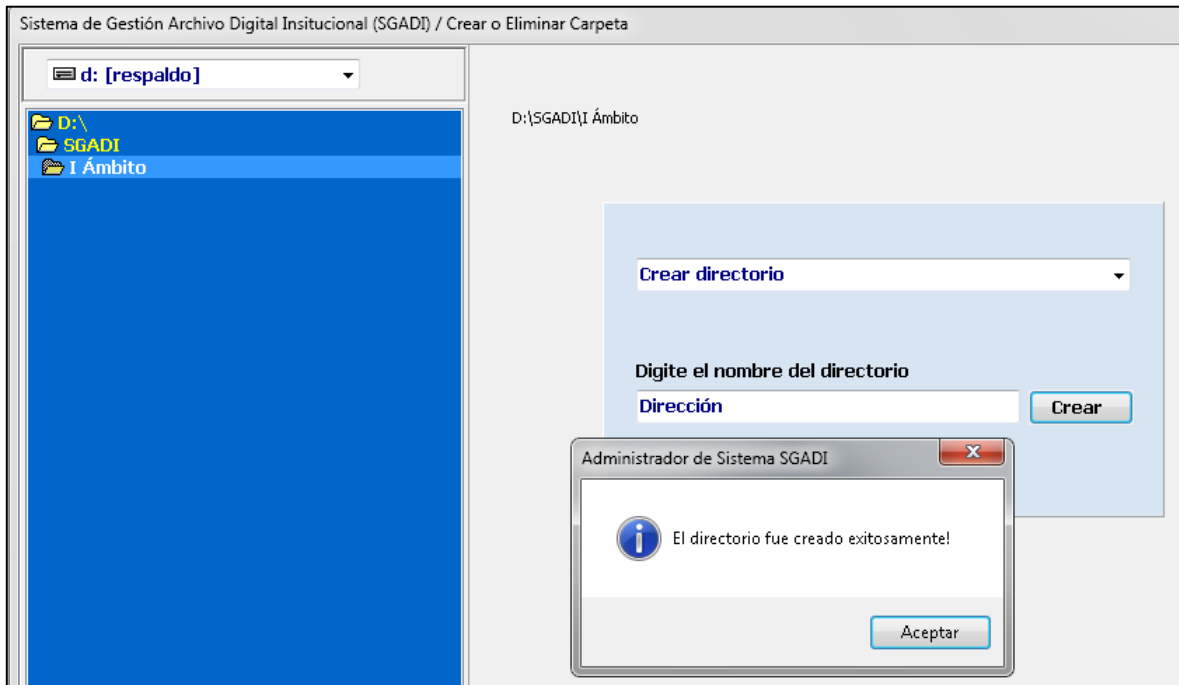 Sistema de Gestión Archivo Digital Insitucional (SGADI) / Crear o Eliminar Carpeta
d: [respaldo]
D:\
SGADI
I Ámbito
D:\SGADI\I Ámbito
Crear directorio
Digite el nombre del directorio
Dirección
Crear
Administrador de Sistema SGADI
El directorio fue creado exitosamente!
Aceptar